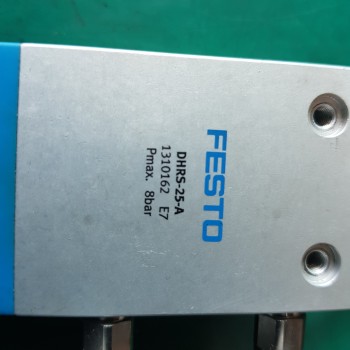 FESTO
DHRS-25-A
1310162 E7
Pmax. 8bar